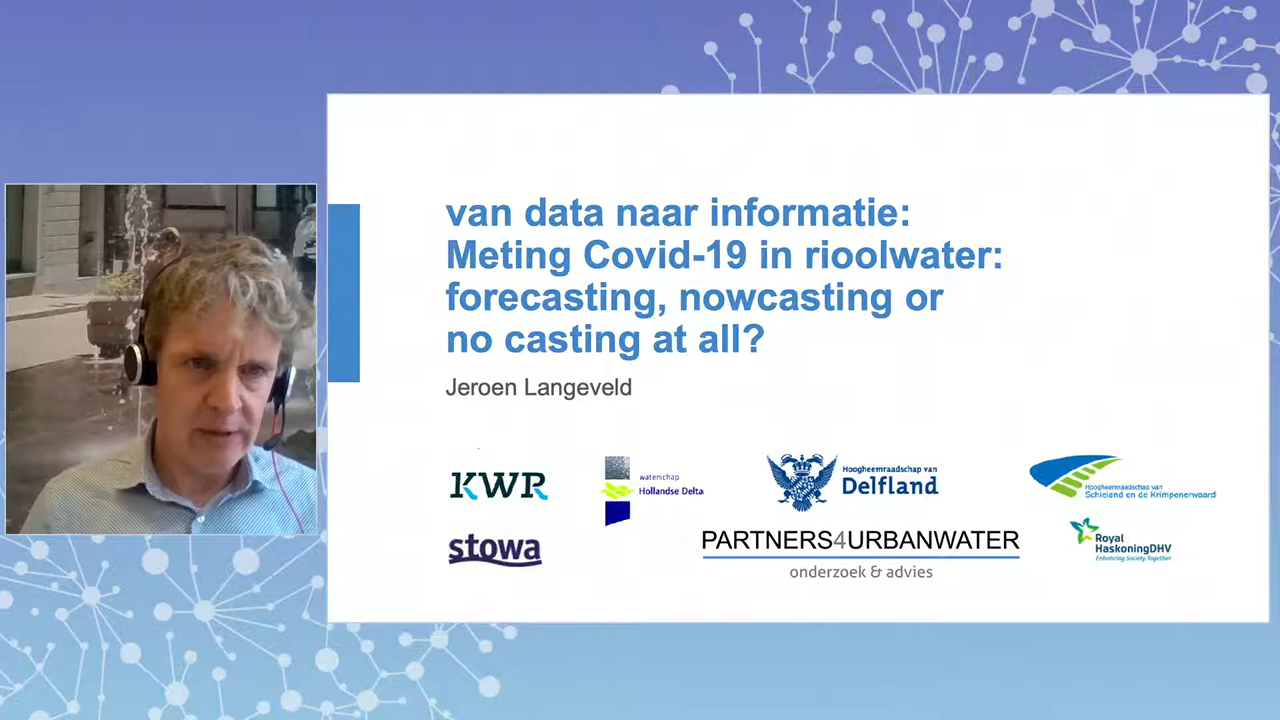 van data naar informatie:
Meting Covid-19 in rioolwater:
forecasting, nowcasting or
no casting at all?
Jeroen Langeveld
KWR
waterschap
Hollandse Delta
Hoogheemraadschap van
Delfland
Hoogheemraadschap van
Schieland en de Krimpenerwaard
stowa
PARTNERS4URBANWATER
onderzoek & advies
Royal
HaskoningDHV
Enhancing Society Together